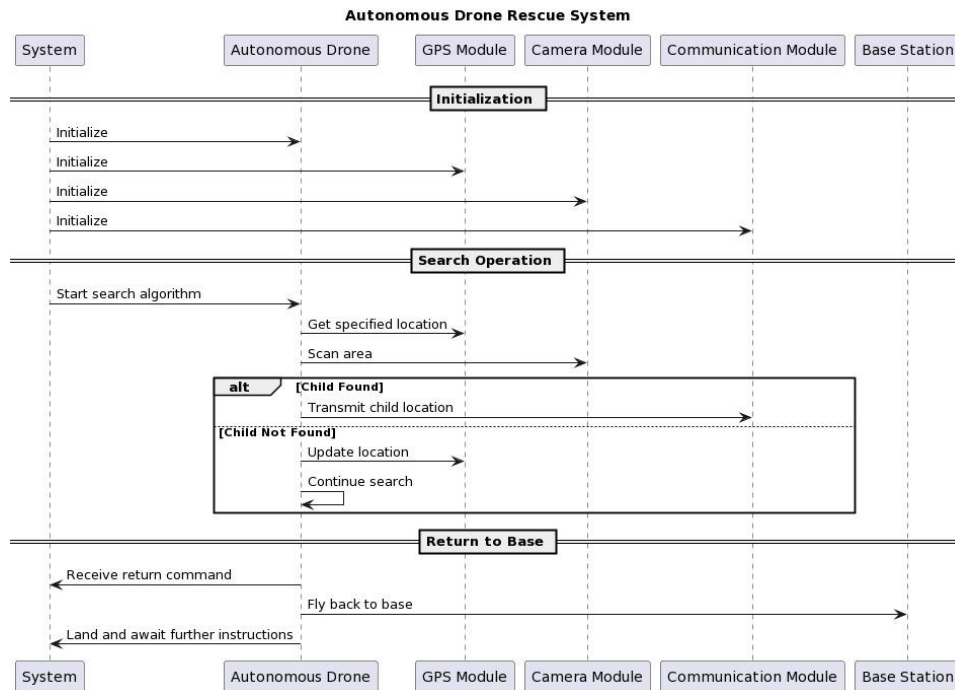 Autonomous Drone Rescue System
System Autonomous Drone GPS Module Camera Module Communication Module Base Station
Initialization
Initialize
Initialize
Initialize
Initialize
Search Operation
Start search algorithm
Get specified location
Scan area
alt [Child Found]
Transmit child location
[Child Not Found]
Update location
Continue search
Return to Base
Receive return command
Fly back to base
Land and await further instructions
System Autonomous Drone GPS Module Camera Module Communication Module Base Station